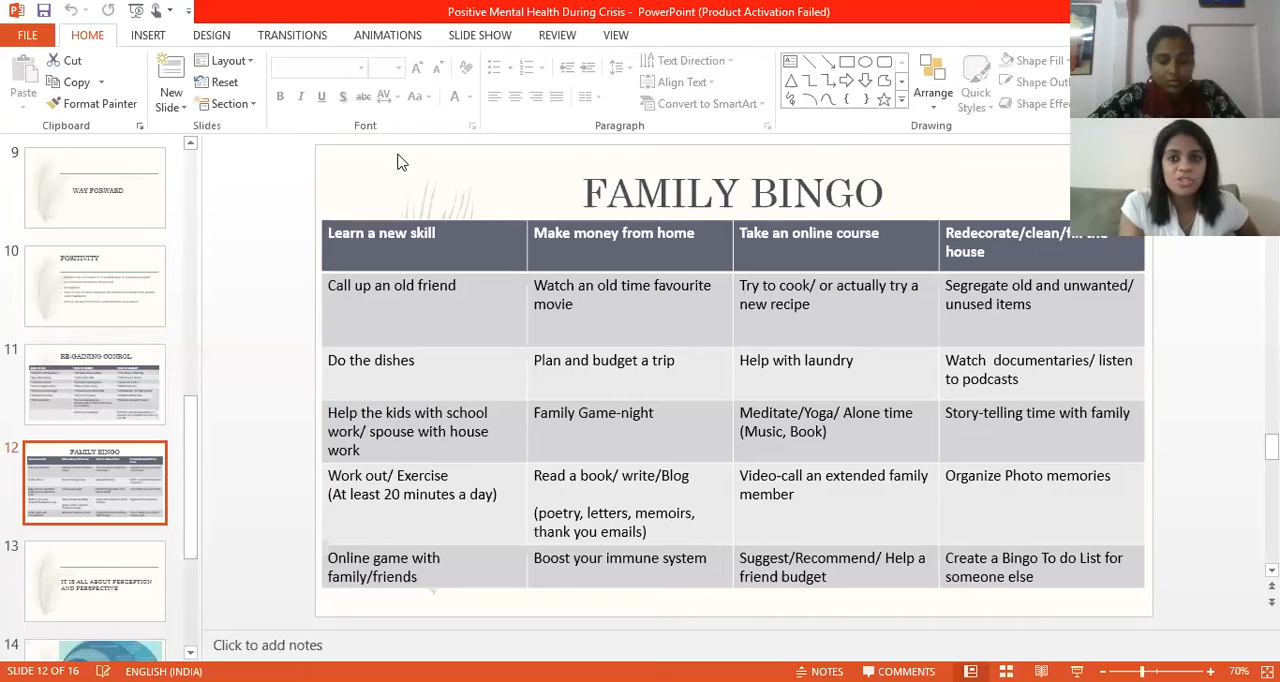 Positive Mental Health During Crisis - PowerPoint (Product Activation Failed)
FILE HOME INSERT DESIGN TRANSITIONS ANIMATIONS SLIDE SHOW REVIEW VIEW
Paste
Cut
Copy
Format Painter
Clipboard
New
Slide
Layout
Reset
Section
Slides
B I U S abc AV Aa A
Font
Text Direction
Align Text
Convert to SmartArt
Paragraph
Arrange
Quick
Styles
Shape Fill
Shape Outl
Shape Effe
Drawing
9
WAY FORWARD
10
POSITIVITY
11
RE-GAINING CONROL
12
FAMILY BINGO
13
IT IS ALL ABOUT PERCEPTION
AND PERSPECTIVE
14
FAMILY BINGO
Learn a new skill
Make money from home
Take an online course
Redecorate/clean/fix the
house
Call up an old friend
Watch an old time favourite
movie
Try to cook/ or actually try a
new recipe
Segregate old and unwanted/
unused items
Do the dishes
Plan and budget a trip
Help with laundry
Watch documentaries/ listen
to podcasts
Help the kids with school
work/ spouse with house
work
Family Game-night
Meditate/Yoga/ Alone time
(Music, Book)
Story-telling time with family
Work out/ Exercise
(At least 20 minutes a day)
Read a book/ write/Blog
(poetry, letters, memoirs,
thank you emails)
Video-call an extended family
member
Organize Photo memories
Online game with
family/friends
Boost your immune system
Suggest/Recommend/ Help a
friend budget
Create a Bingo To do List for
someone else
Click to add notes
SLIDE 12 OF 16 ENGLISH (INDIA) NOTES COMMENTS 70%